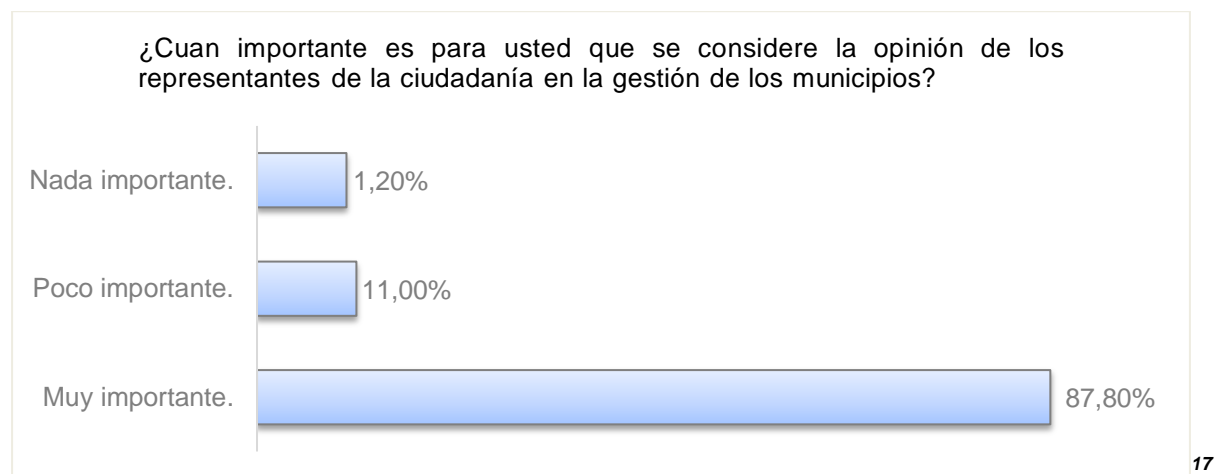 ¿Cuan importante es para usted que se considere la opinión de los
representantes de la ciudadanía en la gestión de los municipios?
Nada importante. 1,20%
Poco importante. 11,00%
Muy importante. 87,80%
17